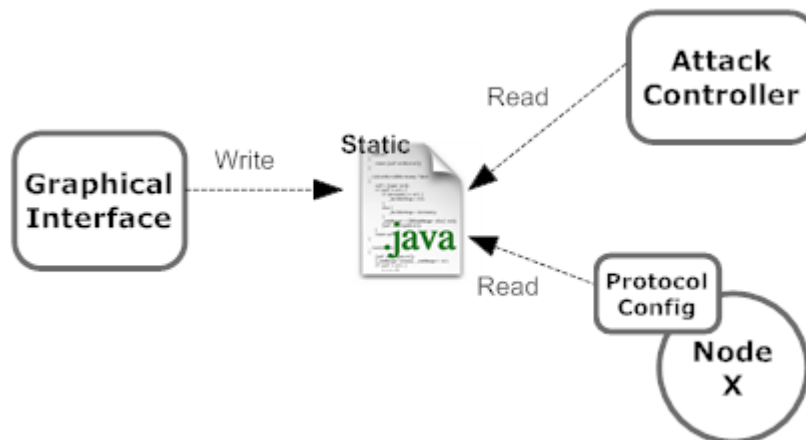 Attack
Controller
Read
Static
Write
Graphical
Interface
.java
Read
Protocol
Config
Node
X